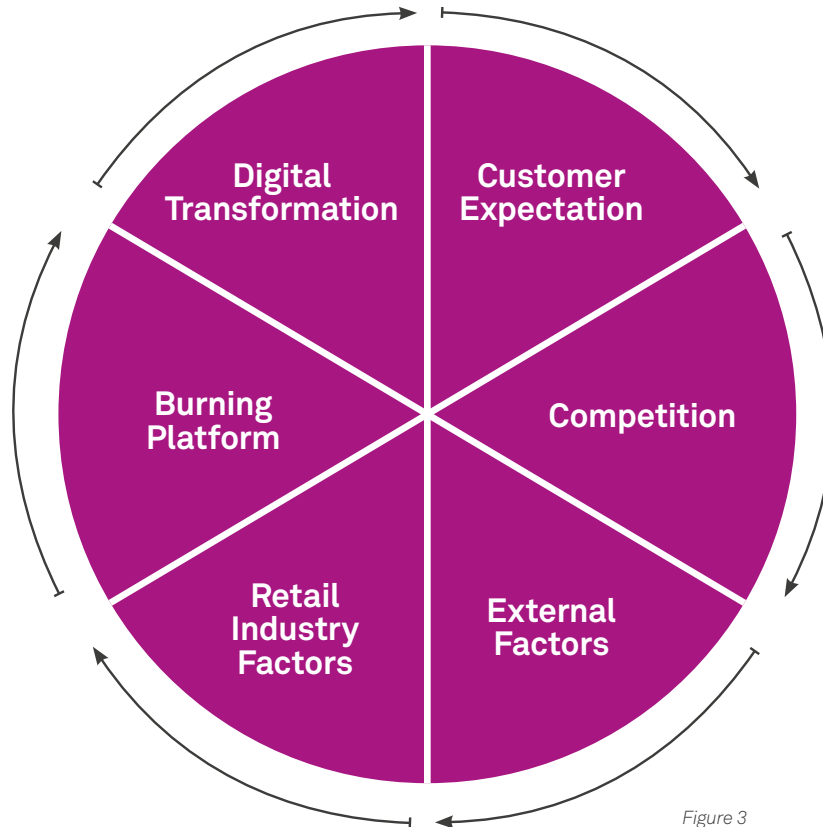 Digital
Transformation
Customer
Expectation
Burning
Platform
Competition
Retail
Industry
Factors
External
Factors
Figure 3